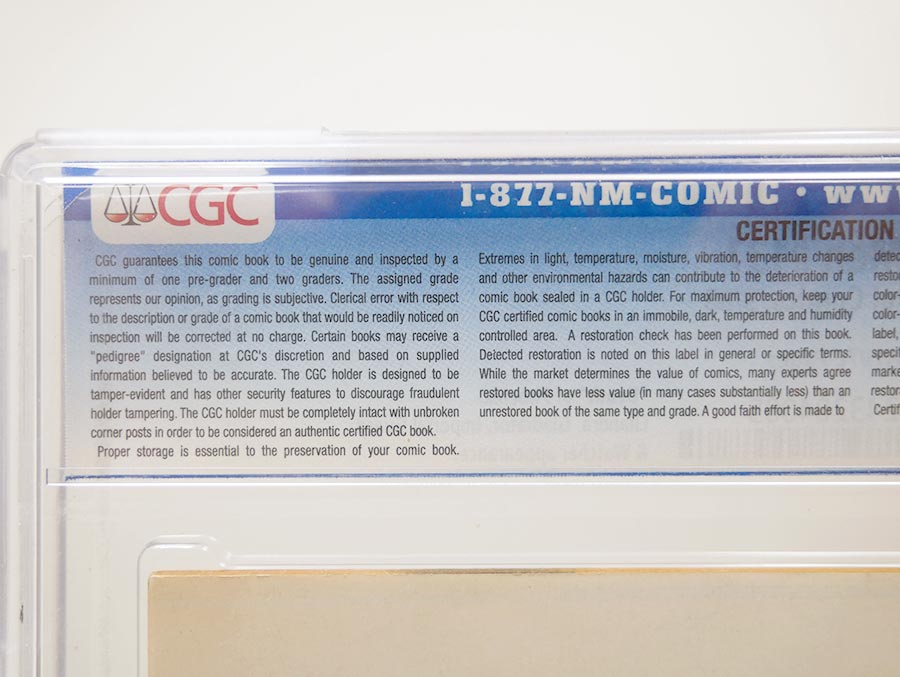 CGC
1-877-NM-COMIC • ww
CERTIFICATION
CGC guarantees this comic book to be genuine and inspected by a
minimum of one pre-grader and two graders. The assigned grade
represents our opinion, as grading is subjective. Clerical error with respect
to the description or grade of a comic book that would be readily noticed on
inspection will be corrected at no charge. Certain books may receive a
"pedigree" designation at CGC's discretion and based on supplied
information believed to be accurate. The CGC holder is designed to be
tamper-evident and has other security features to discourage fraudulent
holder tampering. The CGC holder must be completely intact with unbroken
corner posts in order to be considered an authentic certified CGC book.
Proper storage is essential to the preservation of your comic book.
Extremes in light, temperature, moisture, vibration, temperature changes
and other environmental hazards can contribute to the deterioration of a
comic book sealed in a CGC holder. For maximum protection, keep your
CGC certified comic books in an immobile, dark, temperature and humidity
controlled area. A restoration check has been performed on this book.
Detected restoration is noted on this label in general or specific terms.
While the market determines the value of comics, many experts agree
restored books have less value (in many cases substantially less) than an
unrestored book of the same type and grade. A good faith effort is made to
detec
resto
color-
color-
label,
specif
marke
restor
Certif